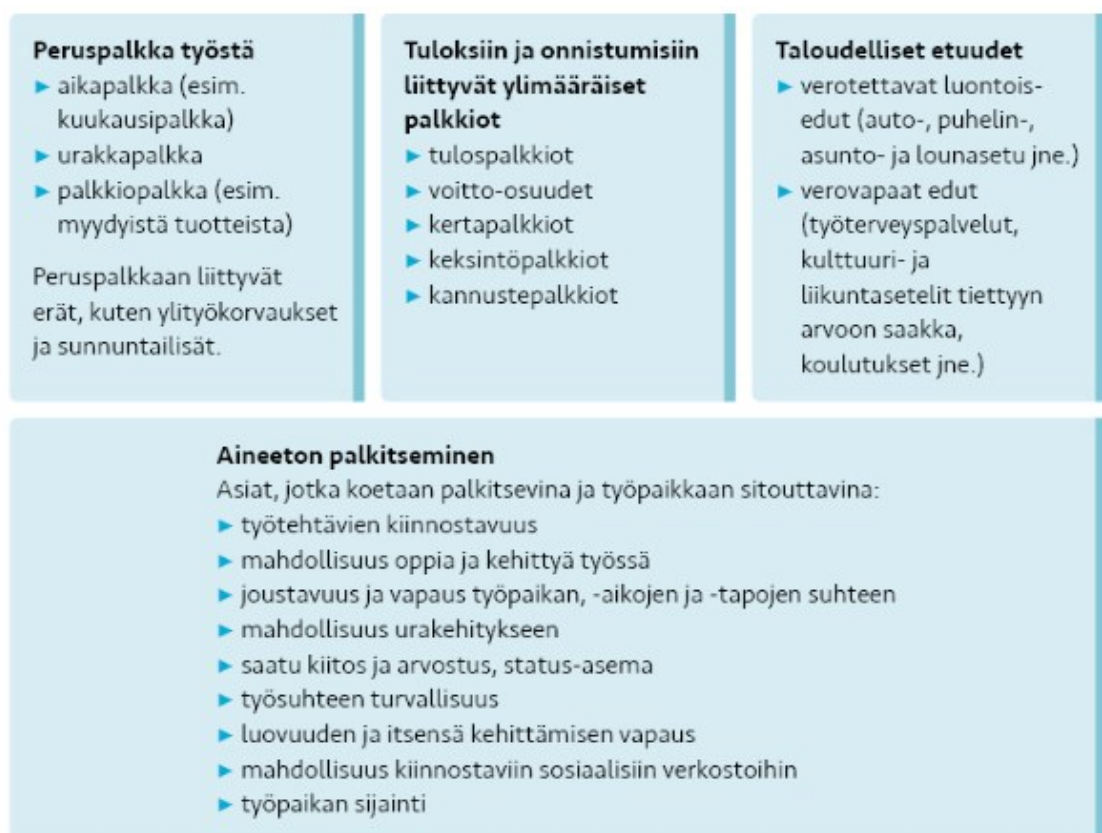 Peruspalkka työstä
► aikapalkka (esim.
kuukausipalkka)
► urakkapalkka
► palkkiopalkka (esim.
myydyistä tuotteista)
Peruspalkkaan liittyvät
erät, kuten ylityökorvaukset
ja sunnuntailisät.
Tuloksiin ja onnistumisiin
liittyvät ylimääräiset
palkkiot
► tulospalkkiot
► voitto-osuudet
► kertapalkkiot
► keksintöpalkkiot
► kannustepalkkiot
Taloudelliset etuudet
► verotettavat luontois-
edut (auto-, puhelin-,
asunto- ja lounasetu jne.)
► verovapaat edut
(työterveyspalvelut,
kulttuuri- ja
liikuntasetelit tiettyyn
arvoon saakka,
koulutukset jne.)
Aineeton palkitseminen
Asiat, jotka koetaan palkitsevina ja työpaikkaan sitouttavina:
► työtehtävien kiinnostavuus
► mahdollisuus oppia ja kehittyä työssä
► joustavuus ja vapaus työpaikan, -aikojen ja -tapojen suhteen
► mahdollisuus urakehitykseen
► saatu kiitos ja arvostus, status-asema
► työsuhteen turvallisuus
► luovuuden ja itsensä kehittämisen vapaus
► mahdollisuus kiinnostaviin sosiaalisiin verkostoihin
► työpaikan sijainti